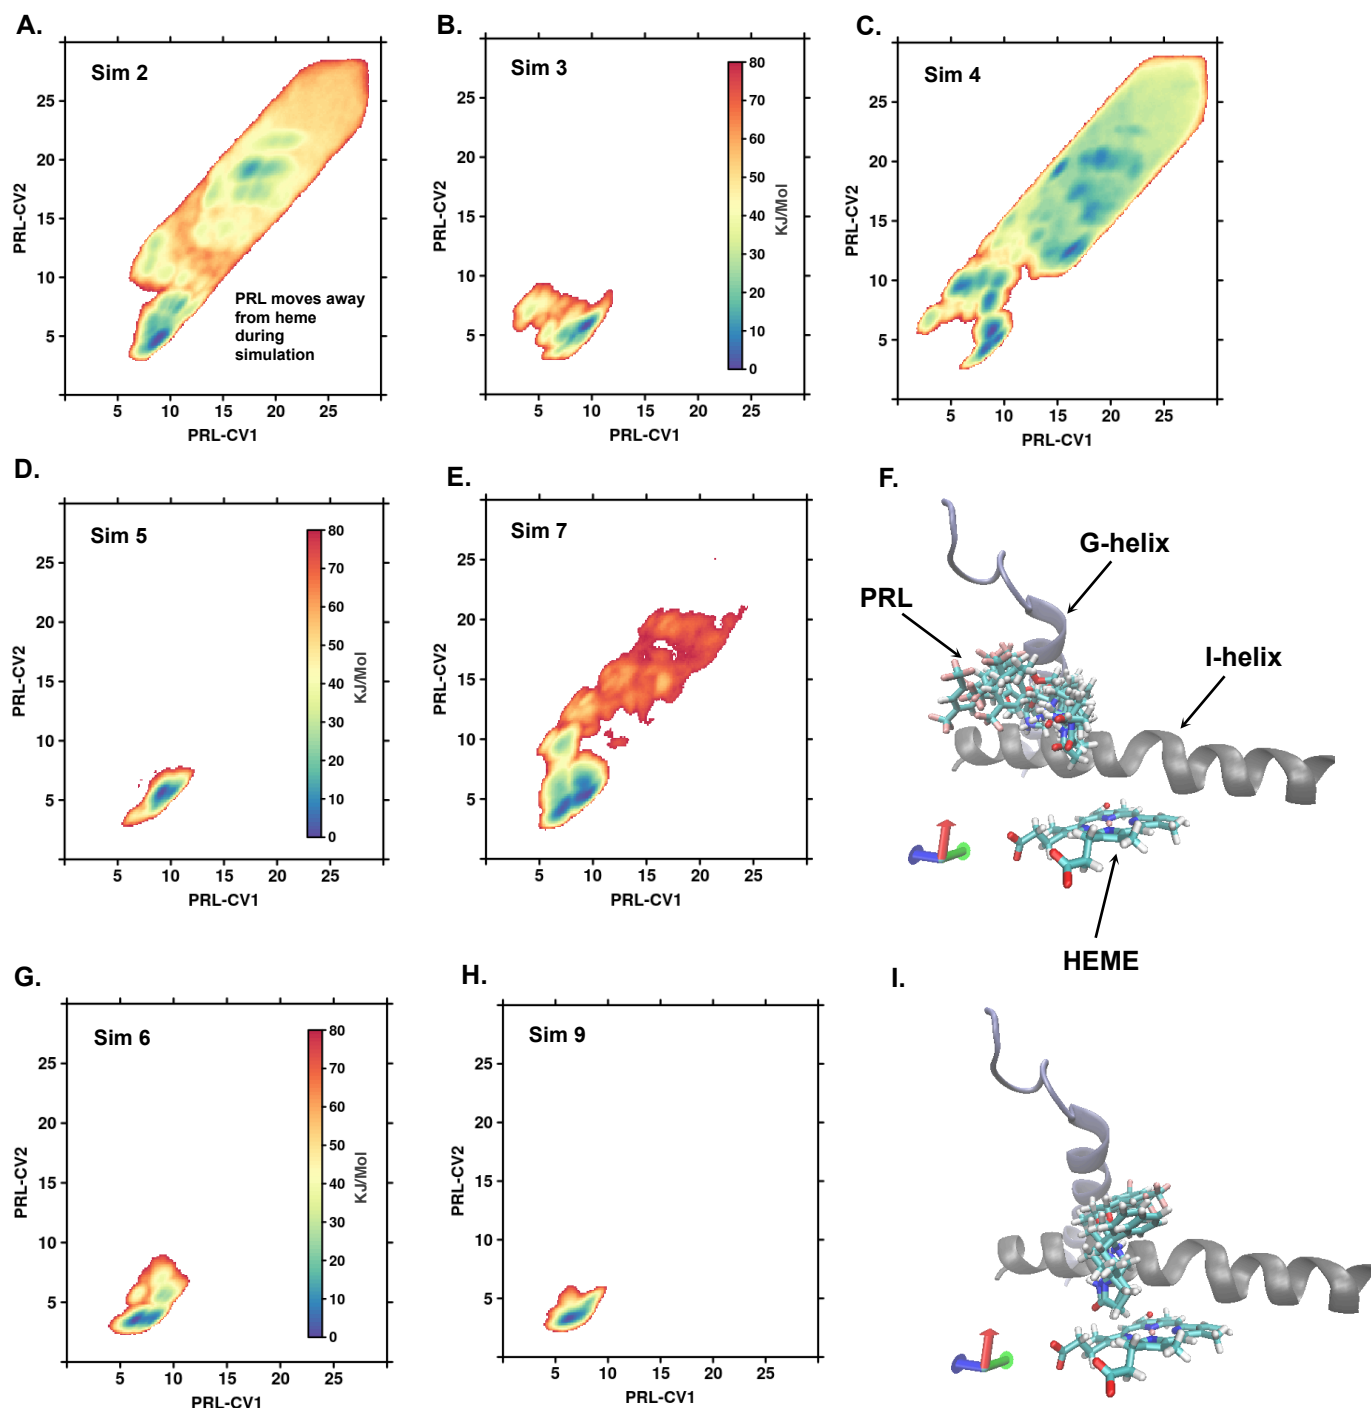 A.
Sim 2
25
20
15
10
5
PRL-CV2
PRL moves away
from heme
during
simulation
5 10 15 20 25
PRL-CV1
B.
Sim 3
25
20
15
10
5
PRL-CV2
80
70
60
50
40
30
20
10
0
KJ/Mol
5 10 15 20 25
PRL-CV1
C.
Sim 4
25
20
15
10
5
PRL-CV2
5 10 15 20 25
PRL-CV1
D.
Sim 5
25
20
15
10
5
PRL-CV2
80
70
60
50
40
30
20
10
0
KJ/Mol
5 10 15 20 25
PRL-CV1
E.
Sim 7
25
20
15
10
5
PRL-CV2
5 10 15 20 25
PRL-CV1
F.
G-helix
PRL
I-helix
HEME
G.
Sim 6
25
20
15
10
5
PRL-CV2
80
70
60
50
40
30
20
10
0
KJ/Mol
5 10 15 20 25
PRL-CV1
H.
Sim 9
25
20
15
10
5
PRL-CV2
5 10 15 20 25
PRL-CV1
I.